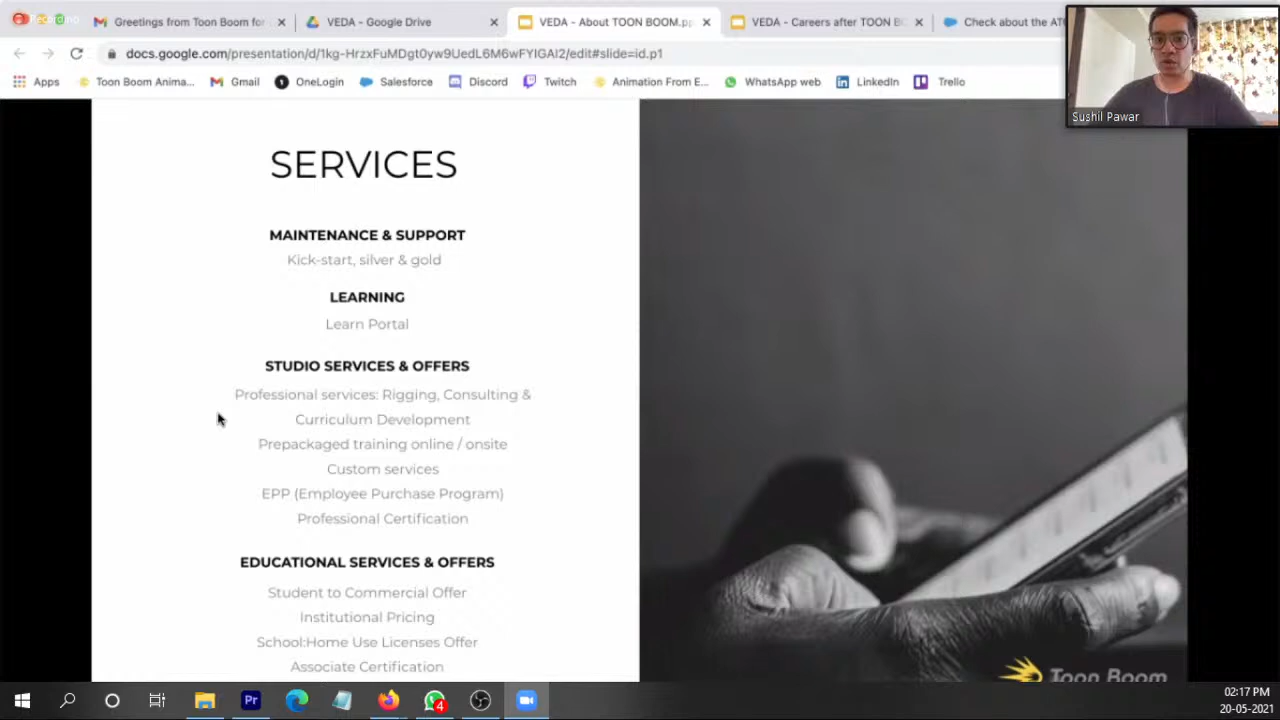 Recording
Greetings from Toon Boom for
VEDA - Google Drive
VEDA - About TOON BOOM.pp
VEDA - Careers after TOON B
Check about the AT
docs.google.com/presentation/d/1kg-HrzxFuMDgt0yw9UedL6M6wFYIGAI2/edit#slide=id.p1
Apps
Toon Boom Anima...
Gmail
OneLogin
Salesforce
Discord
Twitch
Animation From E...
WhatsApp web
LinkedIn
Trello
Sushil Pawar
SERVICES
MAINTENANCE & SUPPORT
Kick-start, silver & gold
LEARNING
Learn Portal
STUDIO SERVICES & OFFERS
Professional services: Rigging, Consulting &
Curriculum Development
Prepackaged training online / onsite
Custom services
EPP (Employee Purchase Program)
Professional Certification
EDUCATIONAL SERVICES & OFFERS
Student to Commercial Offer
Institutional Pricing
School:Home Use Licenses Offer
Associate Certification
Toon Boom
Pr
4
02:17 PM
20-05-2021